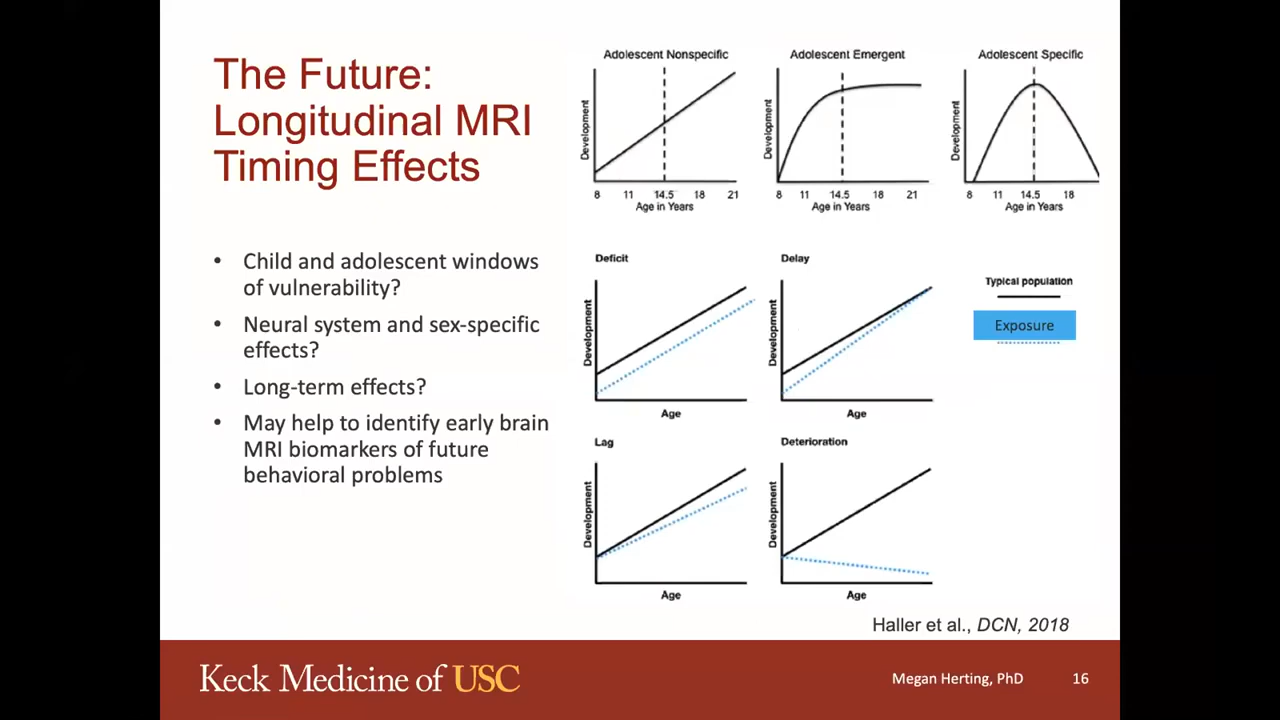 The Future:
Longitudinal MRI
Timing Effects
• Child and adolescent windows
of vulnerability?
• Neural system and sex-specific
effects?
• Long-term effects?
• May help to identify early brain
MRI biomarkers of future
behavioral problems
Adolescent Nonspecific
Development
8 11 14.5 18 21
Age in Years
Adolescent Emergent
Development
8 11 14.5 18 21
Age in Years
Adolescent Specific
Development
8 11 14.5 18
Age in Years
Deficit
Development
Age
Delay
Development
Age
Typical population
Exposure
Lag
Development
Age
Deterioration
Development
Age
Haller et al., DCN, 2018
Keck Medicine of USC
Megan Herting, PhD 16